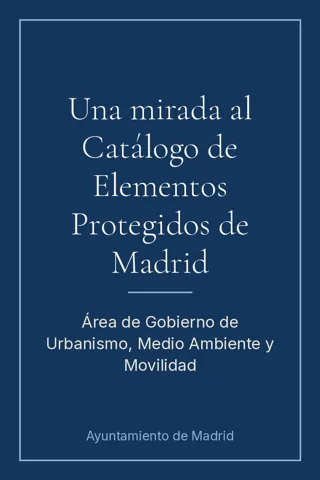 Una mirada al
Catálogo de
Elementos
Protegidos de
Madrid
Área de Gobierno de
Urbanismo, Medio Ambiente y
Movilidad
Ayuntamiento de Madrid